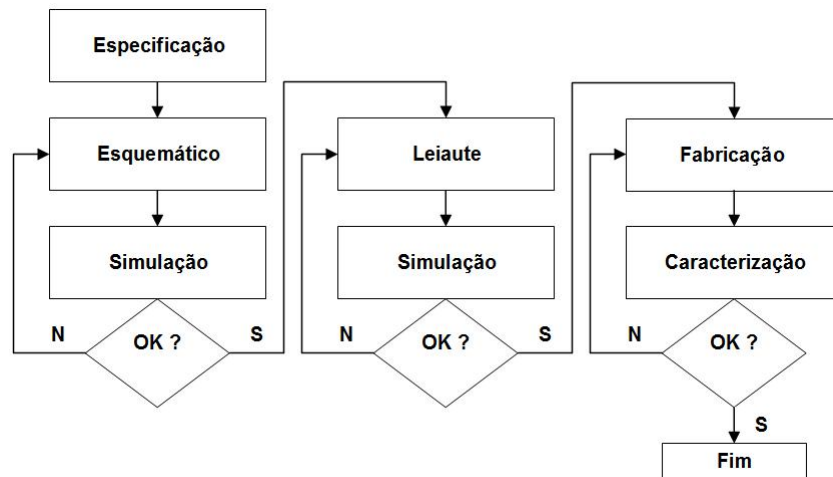 Especificação
Esquemático
Simulação
OK ?
N
S
Leiaute
Simulação
OK ?
N
S
Fabricação
Caracterização
OK ?
N
S
Fim